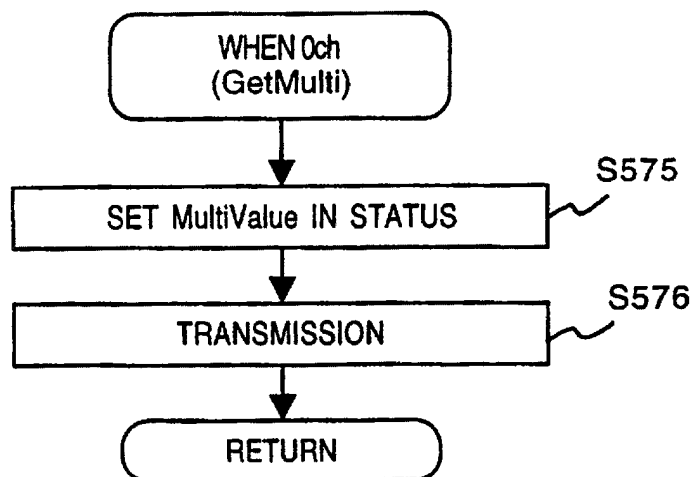 WHEN 0ch
(GetMulti)
S575
SET MultiValue IN STATUS
S576
TRANSMISSION
RETURN